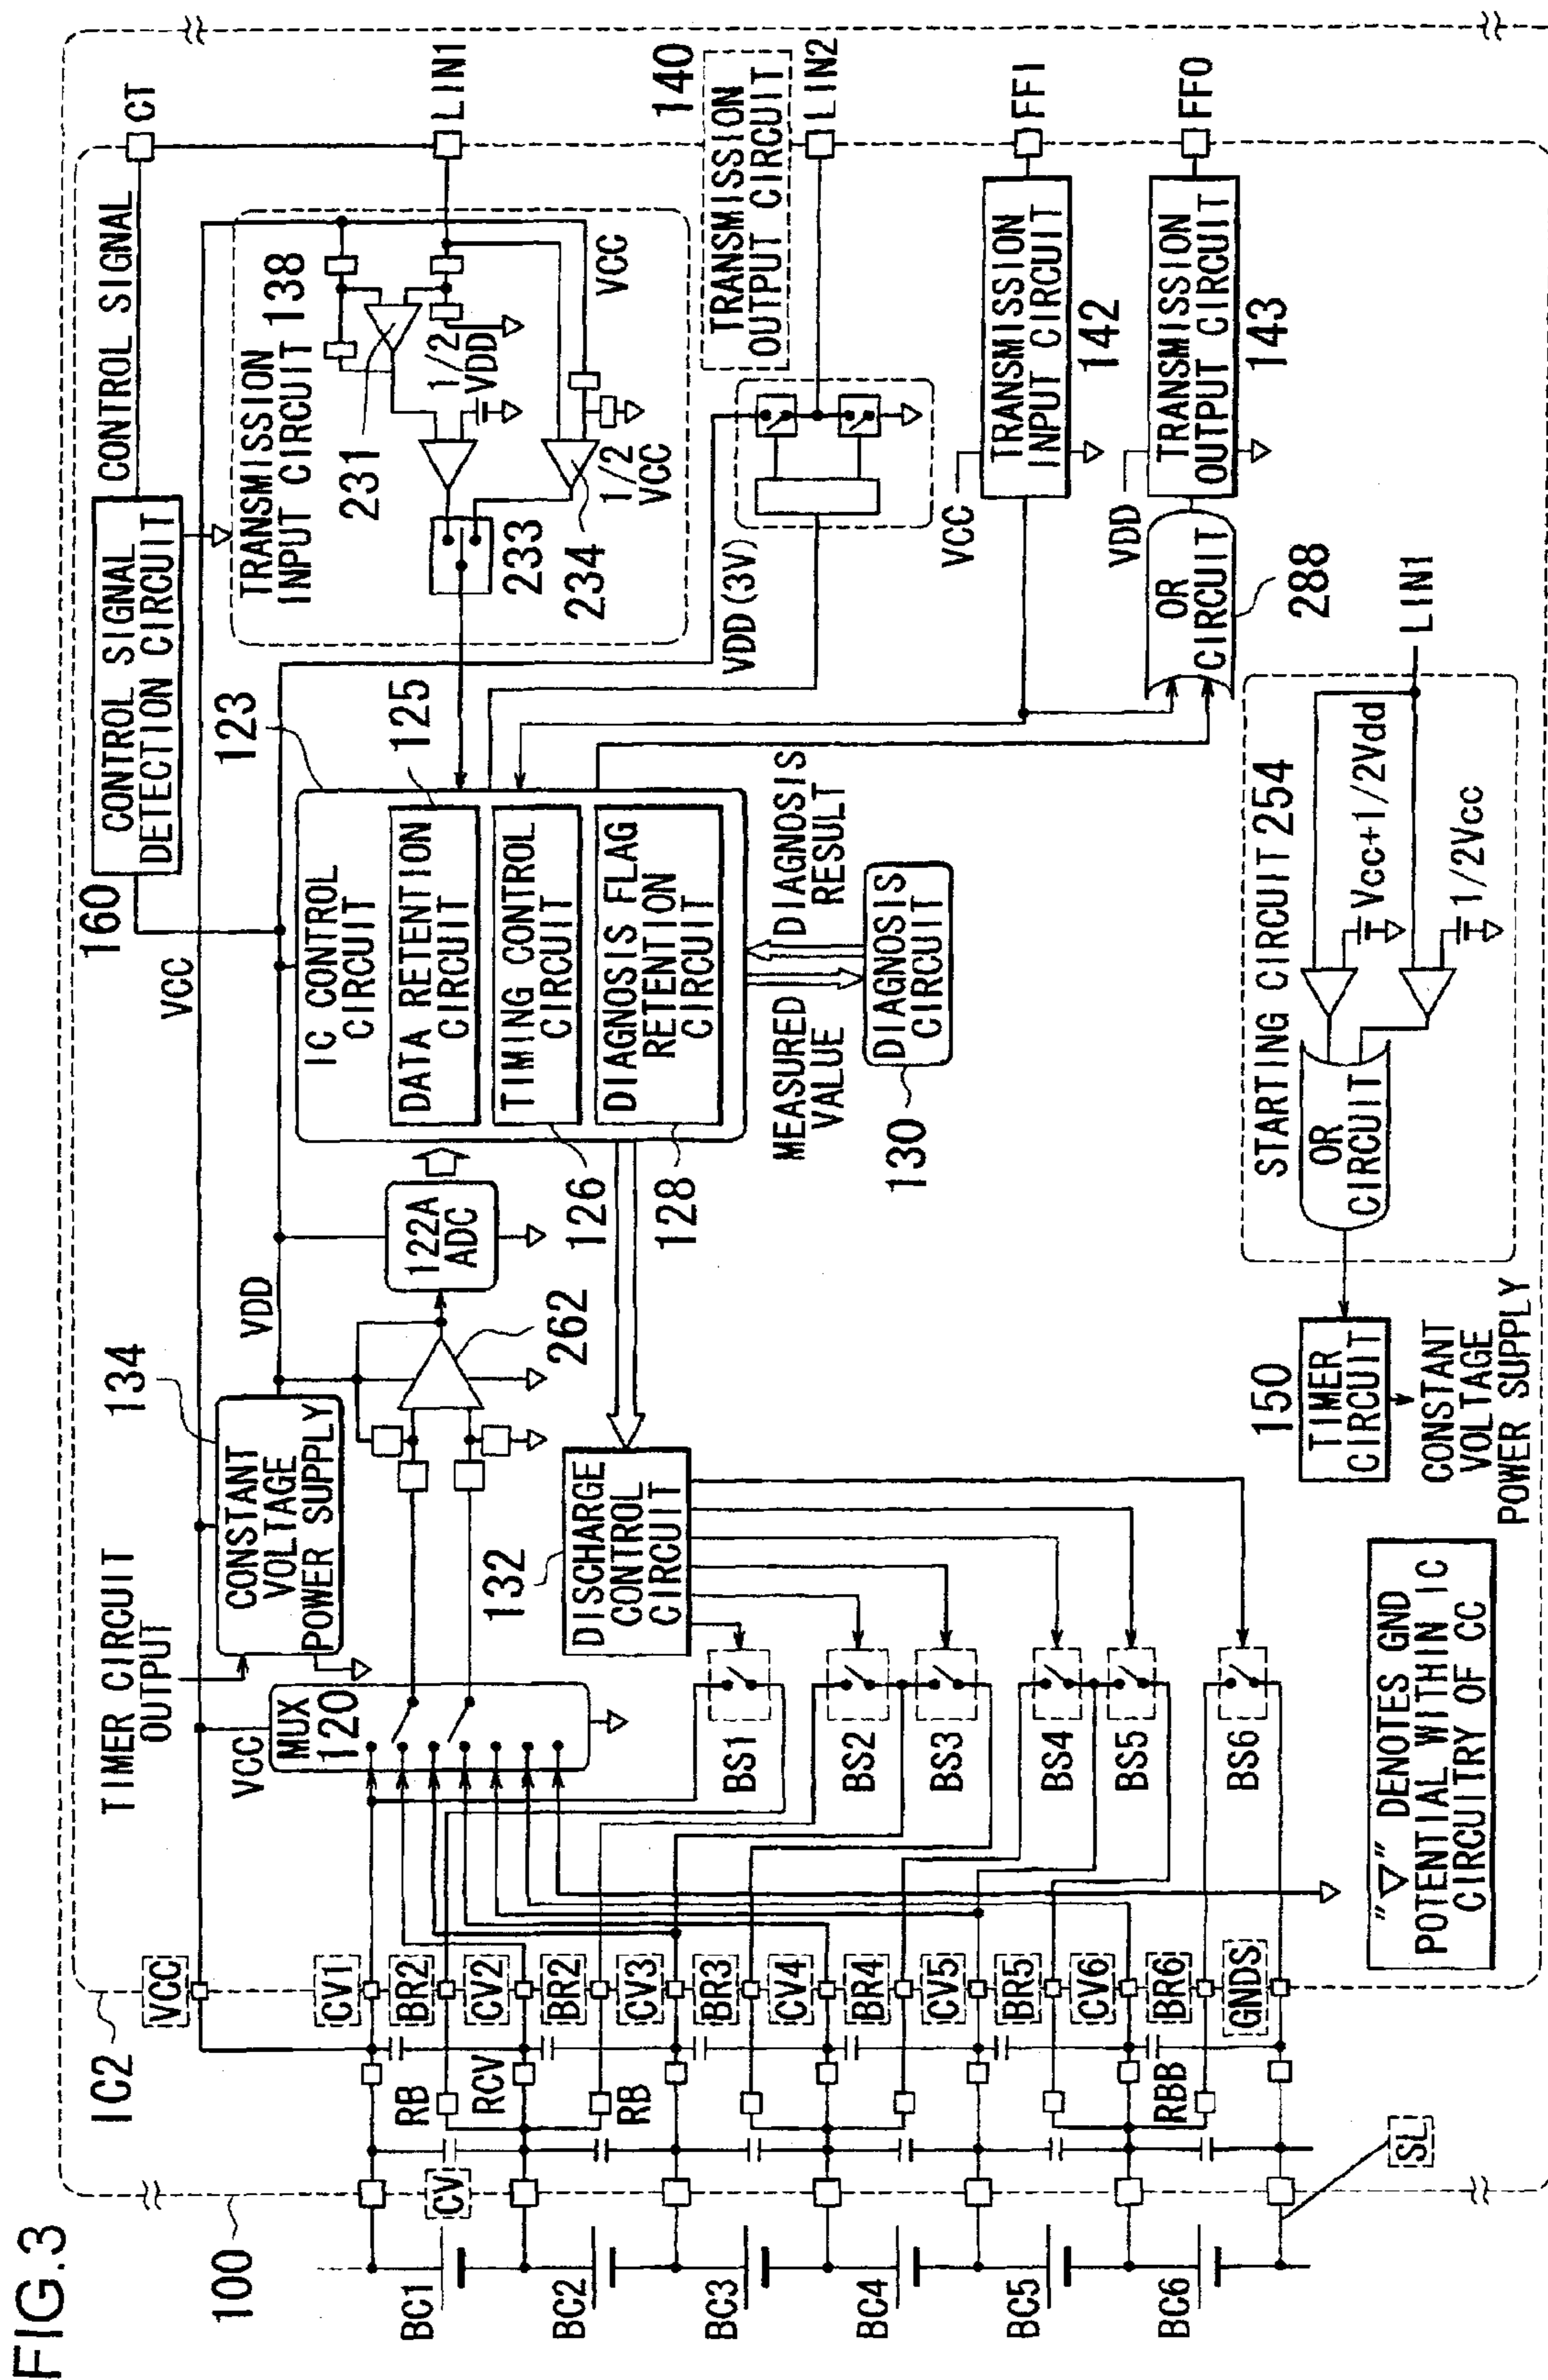 FIG.3
100
IC2
VCC
TIMER CIRCUIT
OUTPUT
134
VDD
VCC
160
CONTROL SIGNAL
DETECTION CIRCUIT
CONTROL SIGNAL
CT
CONSTANT
VOLTAGE
POWER SUPPLY
VCC
MUX
120
262
122A
ADC
123
IC CONTROL
CIRCUIT
DATA RETENTION
CIRCUIT
125
TIMING CONTROL
CIRCUIT
126
DIAGNOSIS FLAG
RETENTION
CIRCUIT
128
MEASURED
VALUE
DIAGNOSIS
RESULT
DIAGNOSIS
CIRCUIT
130
TRANSMISSION
INPUT CIRCUIT 138
231
1/2
VDD
233
234
1/2
VCC
VCC
LIN1
TRANSMISSION
OUTPUT CIRCUIT
140
VDD(3V)
LIN2
VCC
TRANSMISSION
INPUT CIRCUIT
142
FFI
VDD
TRANSMISSION
OUTPUT CIRCUIT
143
FFO
OR
CIRCUIT
288
132
DISCHARGE
CONTROL
CIRCUIT
BS1
BS2
BS3
BS4
BS5
BS6
CV1
BR2
CV2
BR2
CV3
BR3
CV4
BR4
CV5
BR5
CV6
BR6
GNDS
RB
RCV
RB
RBB
CV
SL
BC1
BC2
BC3
BC4
BC5
BC6
STARTING CIRCUIT 254
OR
CIRCUIT
Vcc+1/2Vdd
1/2Vcc
LIN1
150
TIMER
CIRCUIT
CONSTANT
VOLTAGE
POWER SUPPLY
"▽" DENOTES GND
POTENTIAL WITHIN IC
CIRCUITRY OF CC